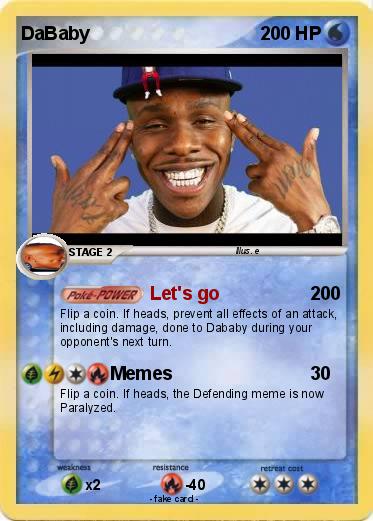 DaBaby 200 HP
STAGE 2
Illus. e
Poké-POWER Let's go 200
Flip a coin. If heads, prevent all effects of an attack,
including damage, done to Dababy during your
opponent's next turn.
Memes 30
Flip a coin. If heads, the Defending meme is now
Paralyzed.
weakness resistance retreat cost
x2 -40
- fake card -